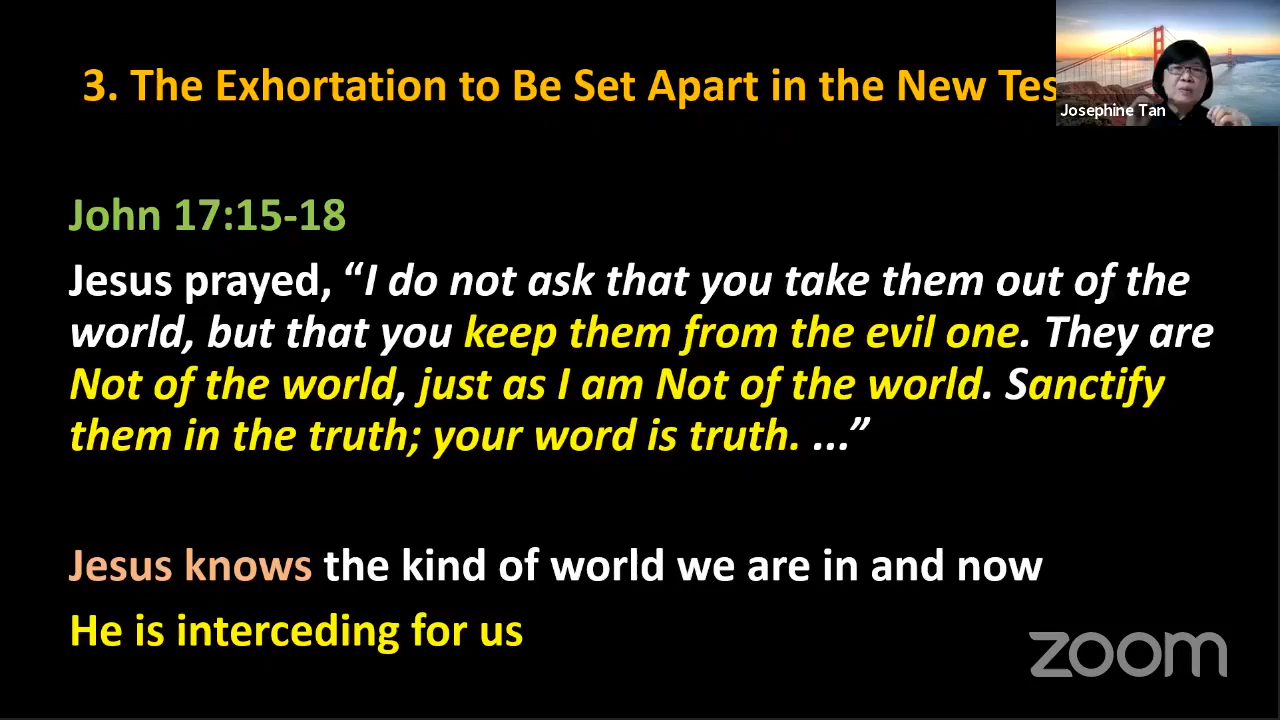 3. The Exhortation to Be Set Apart in the New Tes
Josephine Tan
John 17:15-18
Jesus prayed, “I do not ask that you take them out of the
world, but that you keep them from the evil one. They are
Not of the world, just as I am Not of the world. Sanctify
them in the truth; your word is truth. ...”
Jesus knows the kind of world we are in and now
He is interceding for us
zoom